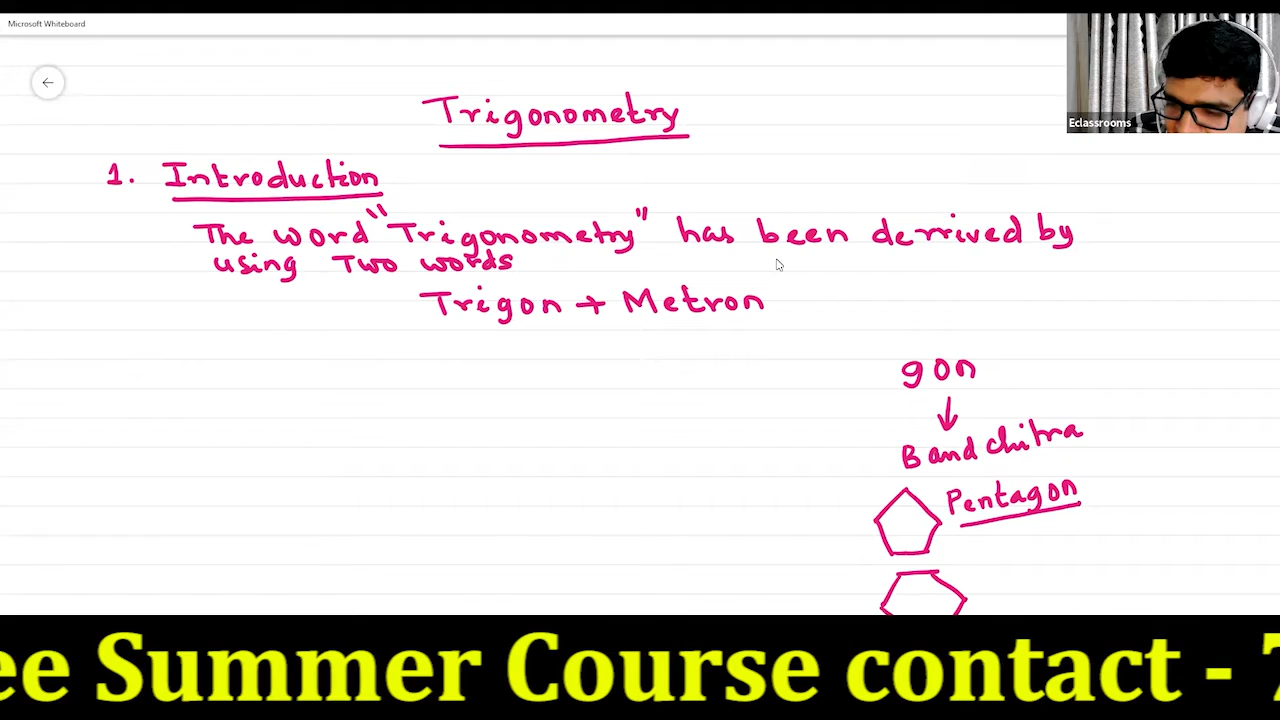 Microsoft Whiteboard
Eclassrooms
Trigonometry
1. Introduction
The word "Trigonometry" has been derrived by
using Two words
Trigon + Metron
gon
Band chitra
Pentagon
ee Summer Course contact - 7